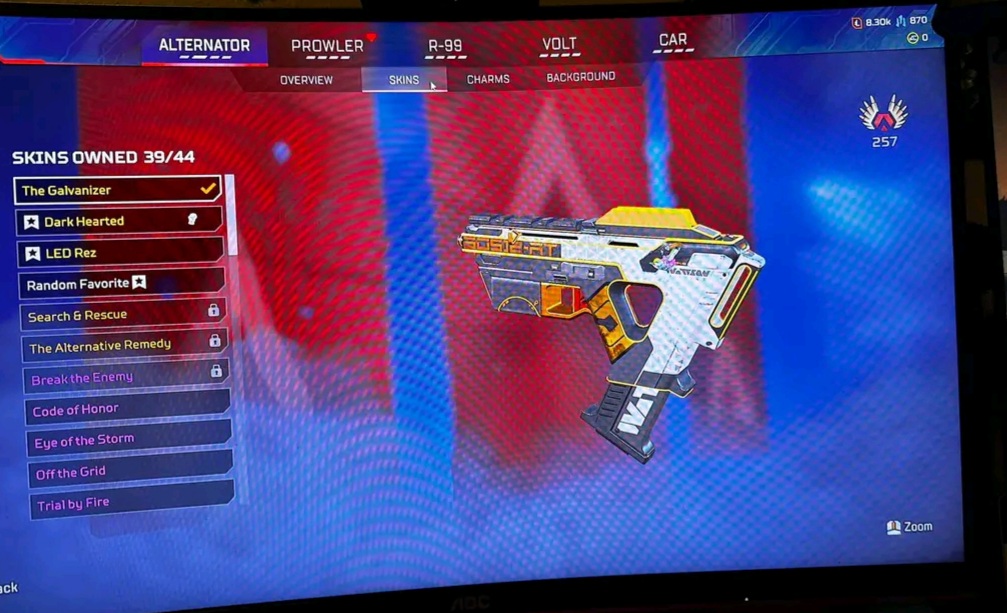 8.30k 870
0
ALTERNATOR PROWLER R-99 VOLT CAR
OVERVIEW SKINS CHARMS BACKGROUND
257
SKINS OWNED 39/44
The Galvanizer
Dark Hearted
LED Rez
Random Favorite
Search & Rescue
The Alternative Remedy
Break the Enemy
Code of Honor
Eye of the Storm
Off the Grid
Trial by Fire
Zoom
ack
AOC